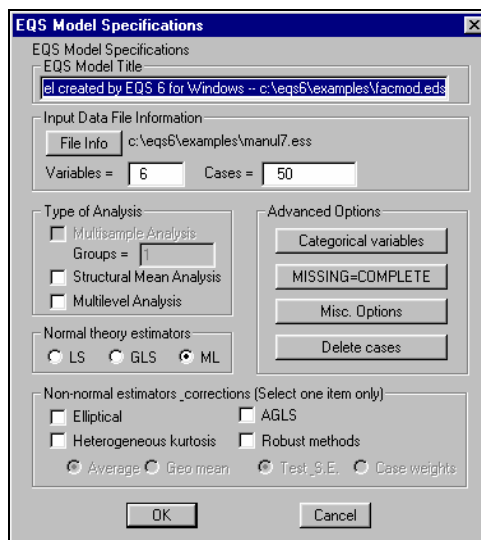 EQS Model Specifications
EQS Model Specifications
EQS Model Title
el created by EQS 6 for Windows -- c:\eqs6\examples\facmod.eds
Input Data File Information
File Info c:\eqs6\examples\manul7.ess
Variables = 6 Cases = 50
Type of Analysis
Multisample Analysis
Groups = 1
Structural Mean Analysis
Multilevel Analysis
Advanced Options
Categorical variables
MISSING=COMPLETE
Misc. Options
Delete cases
Normal theory estimators
LS GLS ML
Non-normal estimators _corrections (Select one item only)
Elliptical AGLS
Heterogeneous kurtosis Robust methods
Average Geo mean Test_S.E. Case weights
OK Cancel